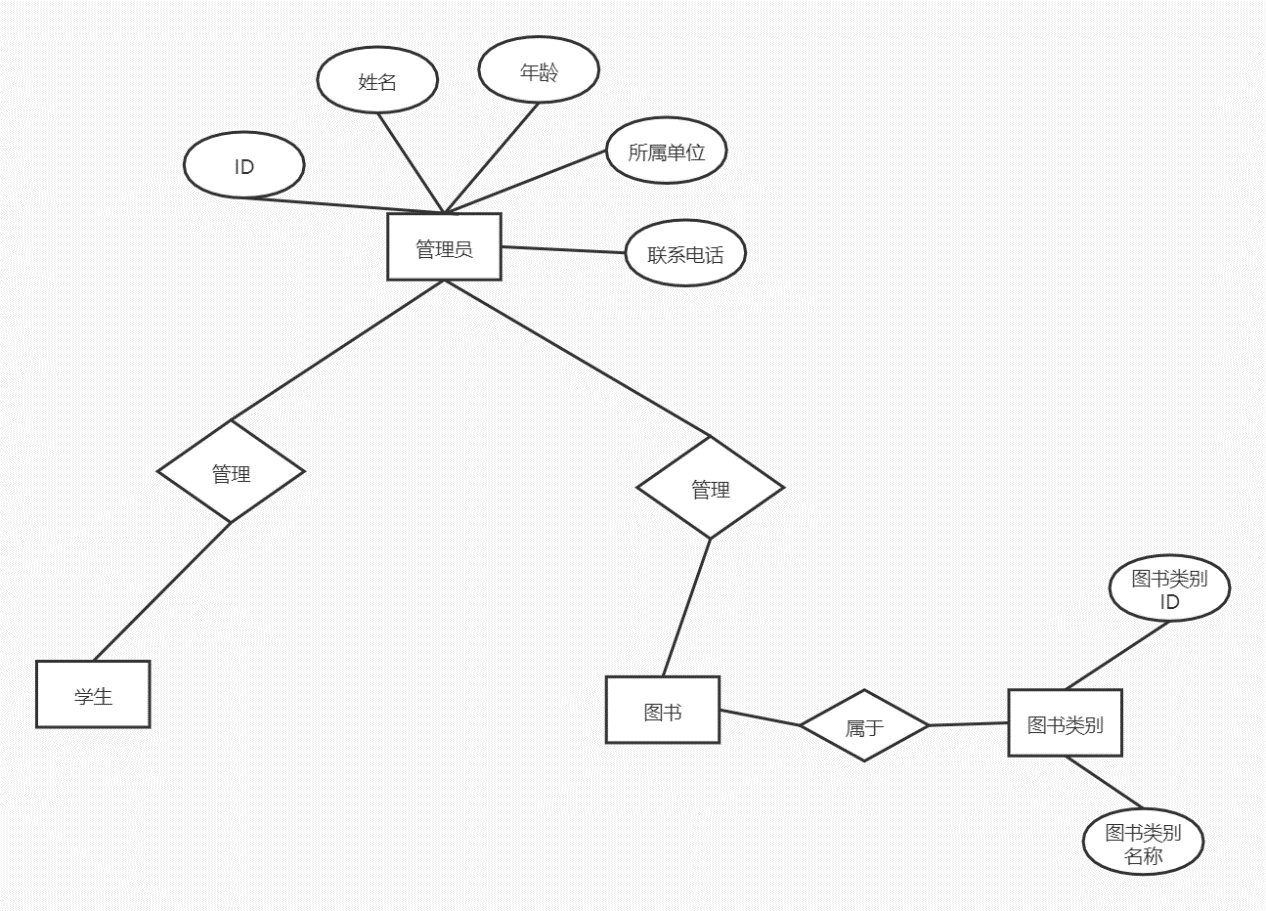 姓名
年龄
ID
所属单位
管理员
联系电话
管理
管理
图书类别
ID
学生
图书
属于
图书类别
图书类别
名称